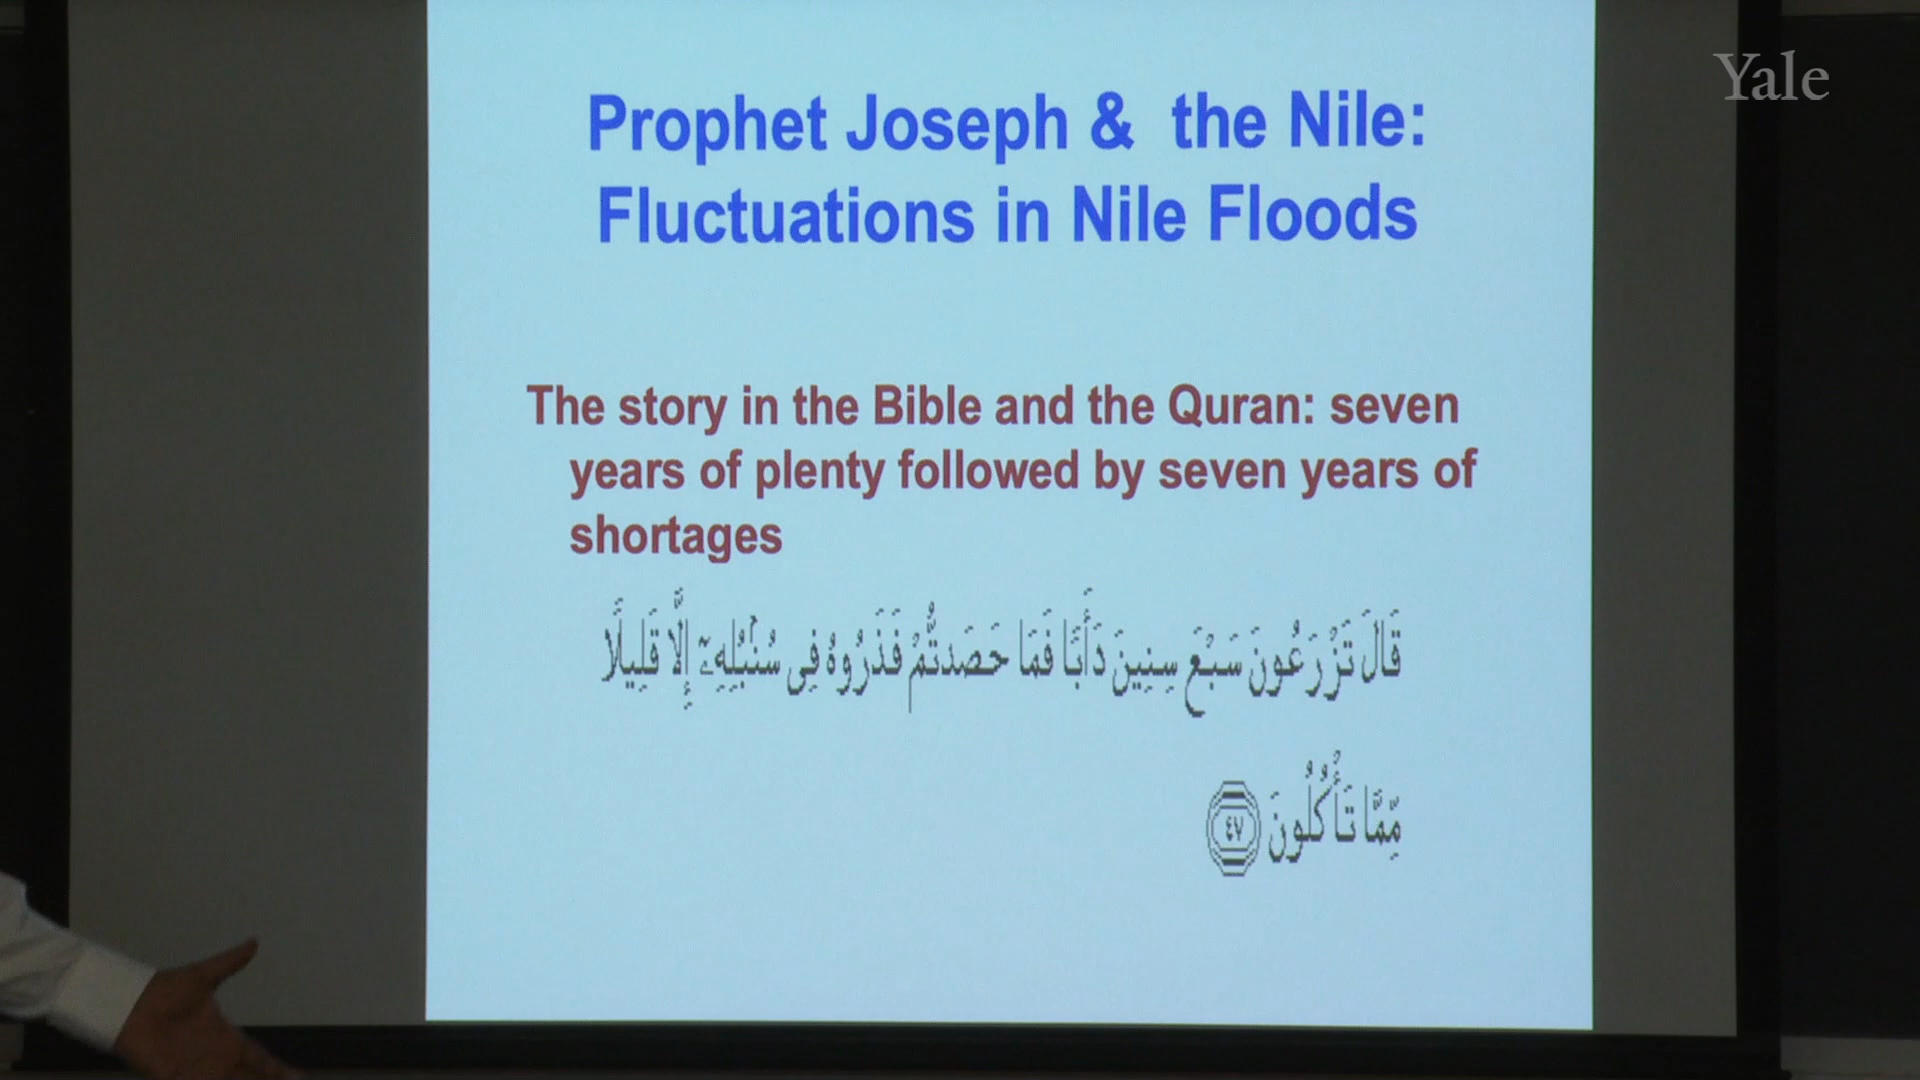 Yale
Prophet Joseph & the Nile:
Fluctuations in Nile Floods
The story in the Bible and the Quran: seven
years of plenty followed by seven years of
shortages
قَالَ تَزْرَعُونَ سَبْعَ سِنِينَ دَأَبًا فَمَا حَصَدتُّمْ فَذَرُوهُ فِى سُنۢبُلِهِۦٓ إِلَّا قَلِيلًا
مِّمَّا تَأْكُلُونَ ٤٧